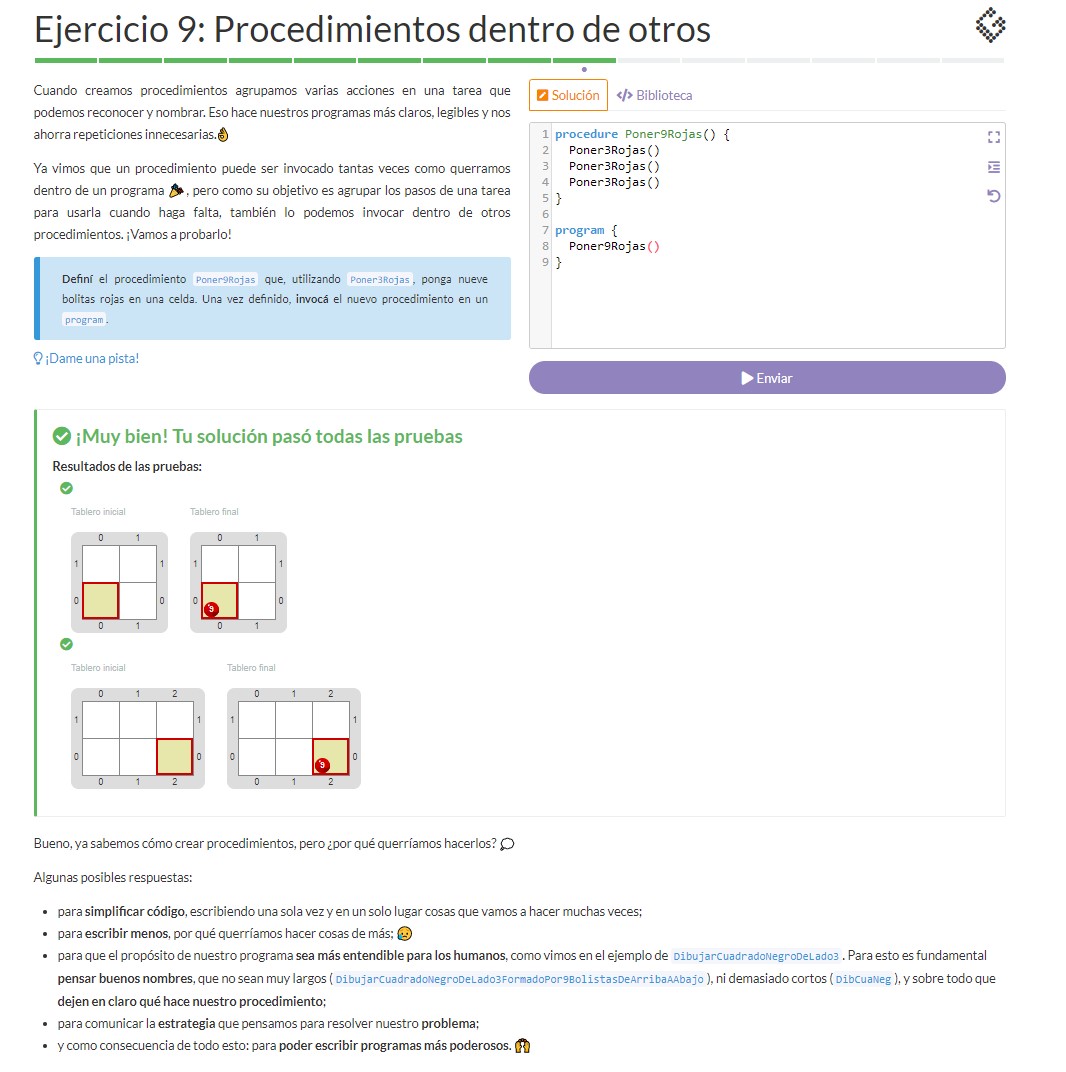 Ejercicio 9: Procedimientos dentro de otros
Cuando creamos procedimientos agrupamos varias acciones en una tarea que
podemos reconocer y nombrar. Eso hace nuestros programas más claros, legibles y nos
ahorra repeticiones innecesarias.👌
Ya vimos que un procedimiento puede ser invocado tantas veces como querramos
dentro de un programa 🎉, pero como su objetivo es agrupar los pasos de una tarea
para usarla cuando haga falta, también lo podemos invocar dentro de otros
procedimientos. ¡Vamos a probarlo!
Definí el procedimiento Poner9Rojas que, utilizando Poner3Rojas, ponga nueve
bolitas rojas en una celda. Una vez definido, invocá el nuevo procedimiento en un
program.
¡Dame una pista!
Solución
</> Biblioteca
1 procedure Poner9Rojas() {
2 Poner3Rojas()
3 Poner3Rojas()
4 Poner3Rojas()
5 }
6
7 program {
8 Poner9Rojas()
9 }
Enviar
¡Muy bien! Tu solución pasó todas las pruebas
Resultados de las pruebas:
Tablero inicial Tablero final
0 1 0 1
1 1 1 1
0 0 0 9 0
0 1 0 1
Tablero inicial Tablero final
0 1 2 0 1 2
1 1 1 1
0 0 0 9 0
0 1 2 0 1 2
Bueno, ya sabemos cómo crear procedimientos, pero ¿por qué querríamos hacerlos? 💭
Algunas posibles respuestas:
• para simplificar código, escribiendo una sola vez y en un solo lugar cosas que vamos a hacer muchas veces;
• para escribir menos, por qué querríamos hacer cosas de más; 😥
• para que el propósito de nuestro programa sea más entendible para los humanos, como vimos en el ejemplo de DibujarCuadradoNegroDeLado3. Para esto es fundamental
pensar buenos nombres, que no sean muy largos (DibujarCuadradoNegroDeLado3FormadoPor9BolistasDeArribaAAbajo), ni demasiado cortos (DibCuaNeg), y sobre todo que
dejen en claro qué hace nuestro procedimiento;
• para comunicar la estrategia que pensamos para resolver nuestro problema;
• y como consecuencia de todo esto: para poder escribir programas más poderosos. 🙌